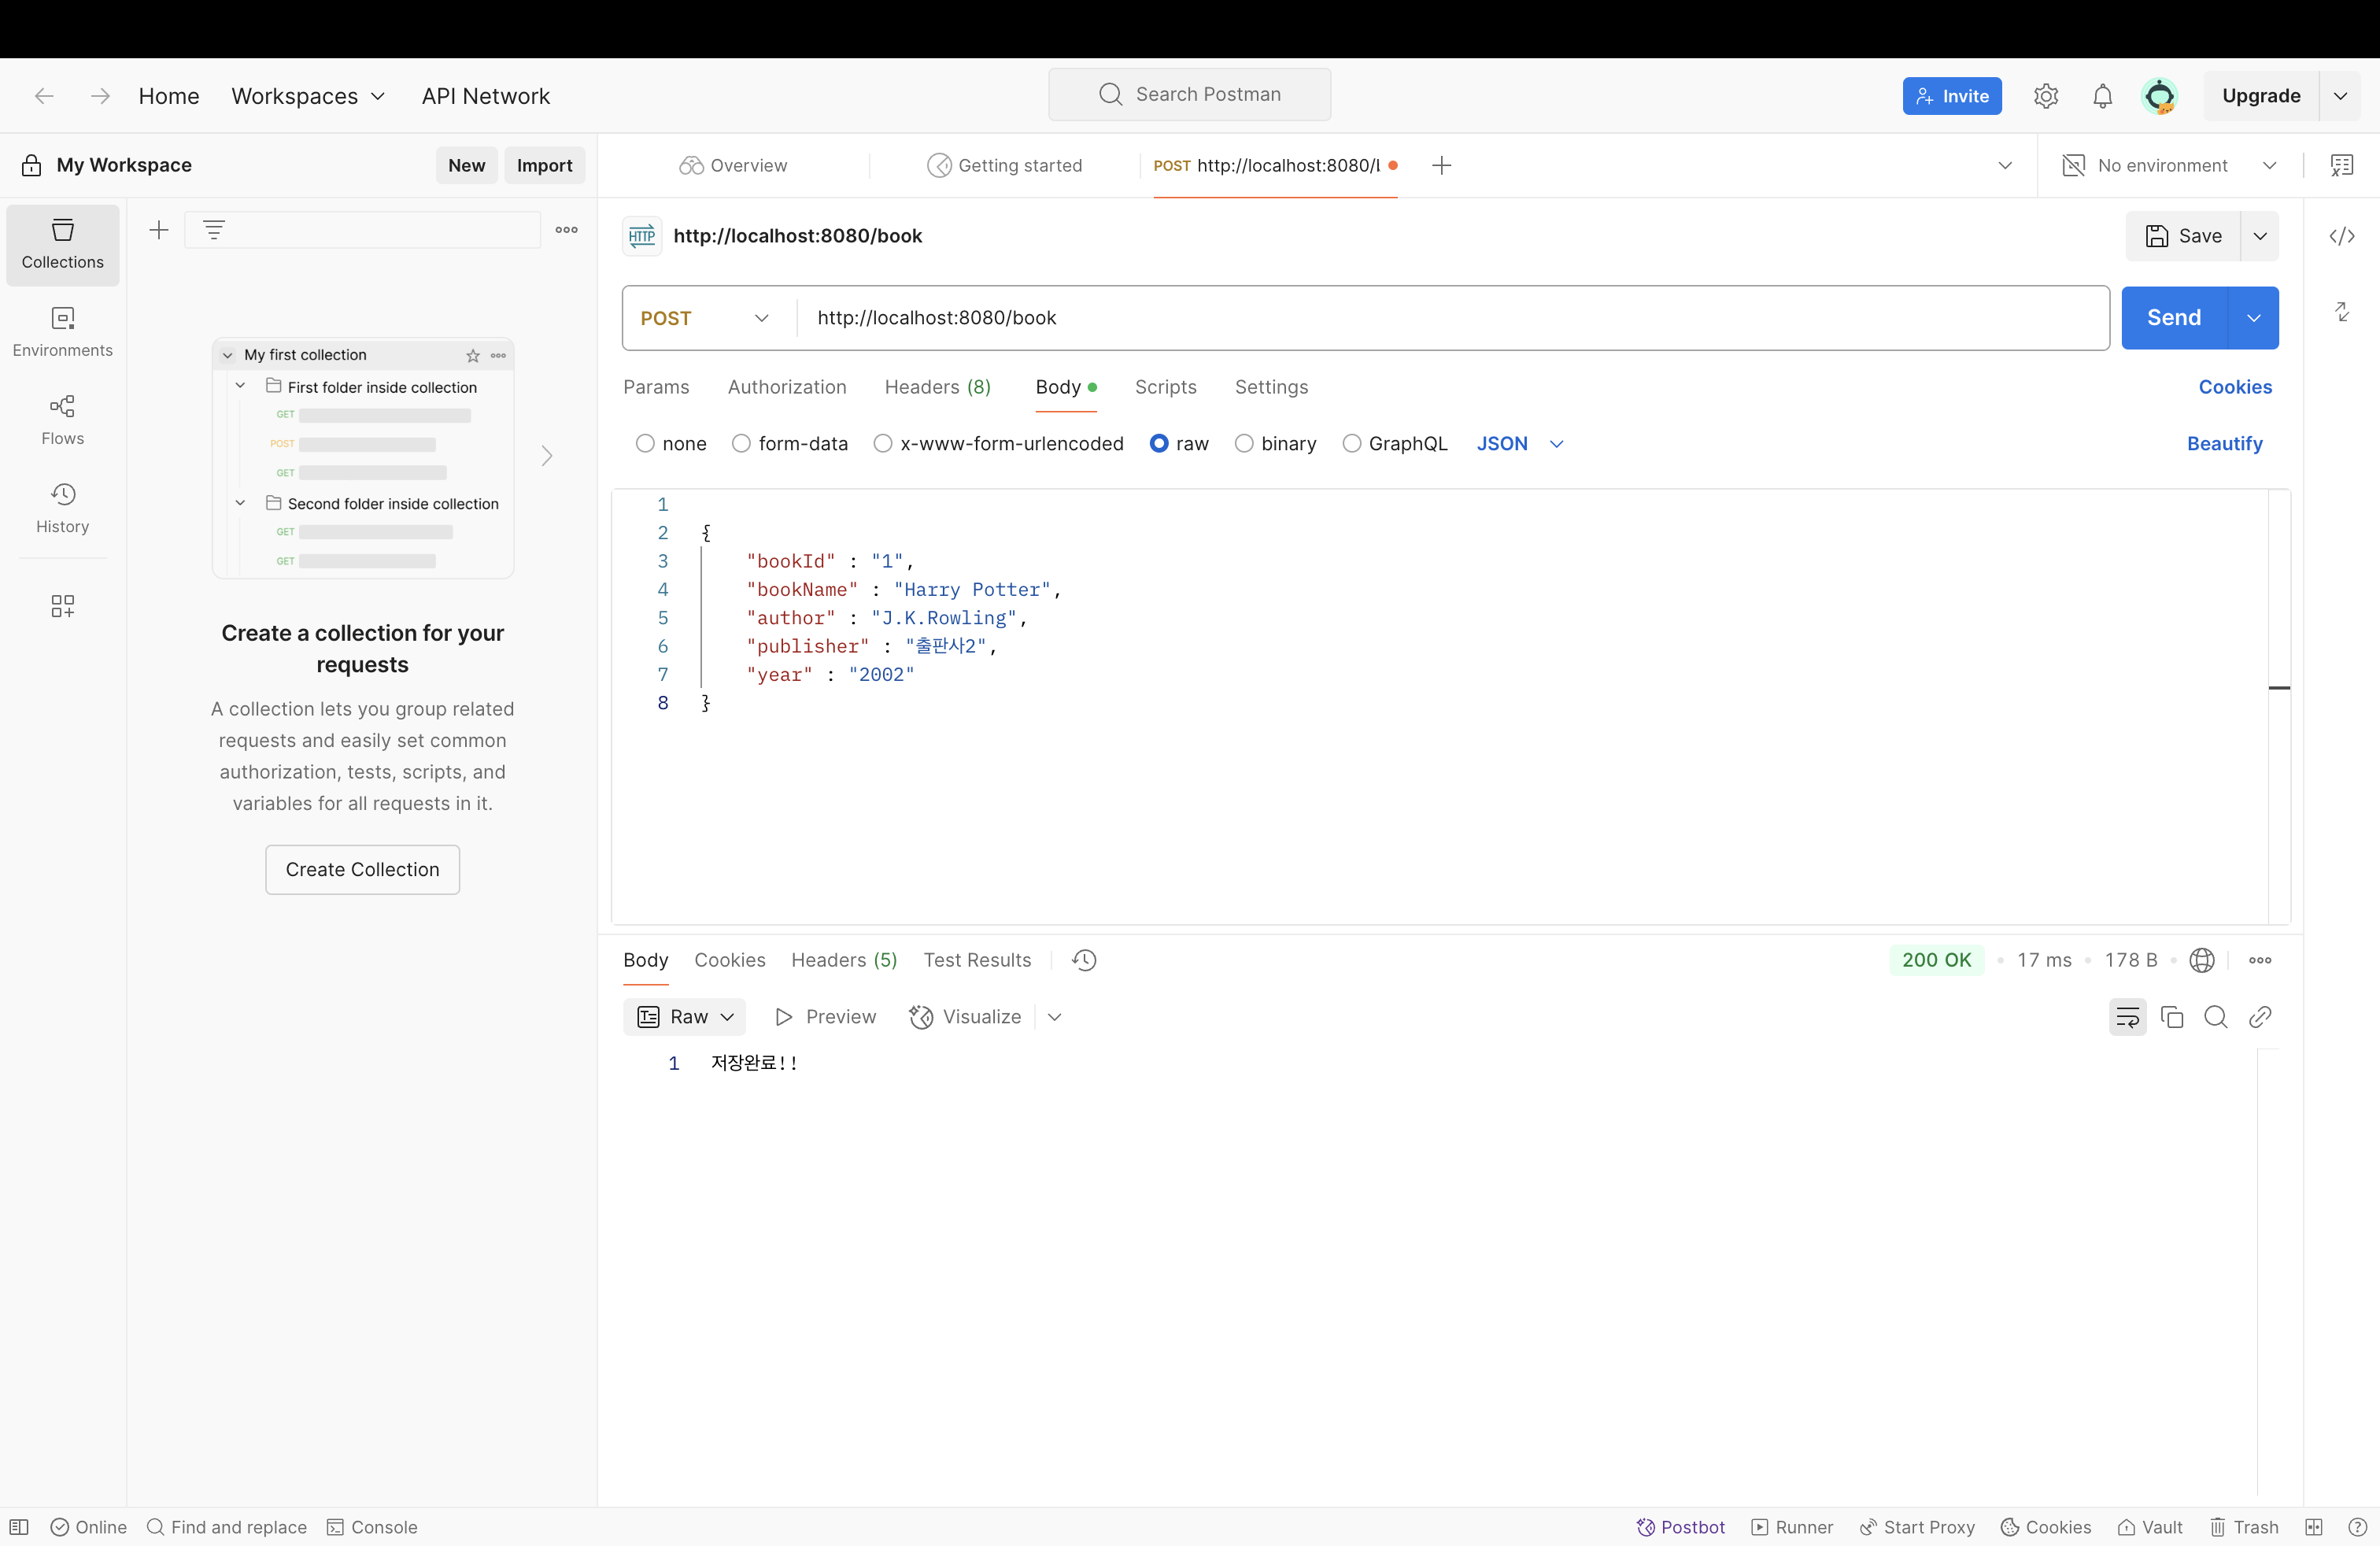 Home
Workspaces
API Network
Search Postman
Invite
Upgrade
My Workspace
New
Import
Overview
Getting started
POST http://localhost:8080/l
No environment
Collections
Environments
Flows
History
My first collection
First folder inside collection
GET
POST
GET
Second folder inside collection
GET
GET
Create a collection for your
requests
A collection lets you group related
requests and easily set common
authorization, tests, scripts, and
variables for all requests in it.
Create Collection
HTTP
http://localhost:8080/book
Save
POST
http://localhost:8080/book
Send
Params
Authorization
Headers (8)
Body
Scripts
Settings
Cookies
none
form-data
x-www-form-urlencoded
raw
binary
GraphQL
JSON
Beautify
1
2 {
3 "bookId" : "1",
4 "bookName" : "Harry Potter",
5 "author" : "J.K.Rowling",
6 "publisher" : "출판사2",
7 "year" : "2002"
8 }
Body
Cookies
Headers (5)
Test Results
200 OK
17 ms
178 B
Raw
Preview
Visualize
1 저장완료!!
Online
Find and replace
Console
Postbot
Runner
Start Proxy
Cookies
Vault
Trash